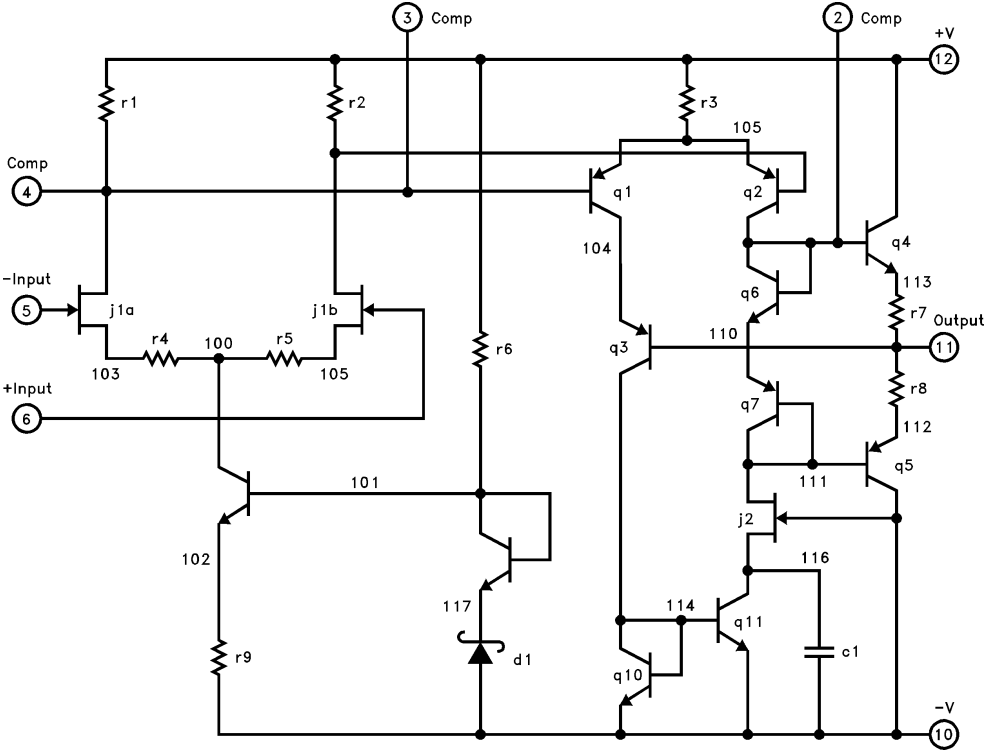 3 Comp
2 Comp
+V
12
r1
r2
r3
105
Comp
4
q1
q2
104
q4
-Input
5
j1a
j1b
q6
113
r7
r4
100
r5
r6
q3
110
Output
11
103
105
+Input
6
q7
r8
112
q5
101
111
j2
102
116
117
114
q11
r9
d1
q10
c1
-V
10